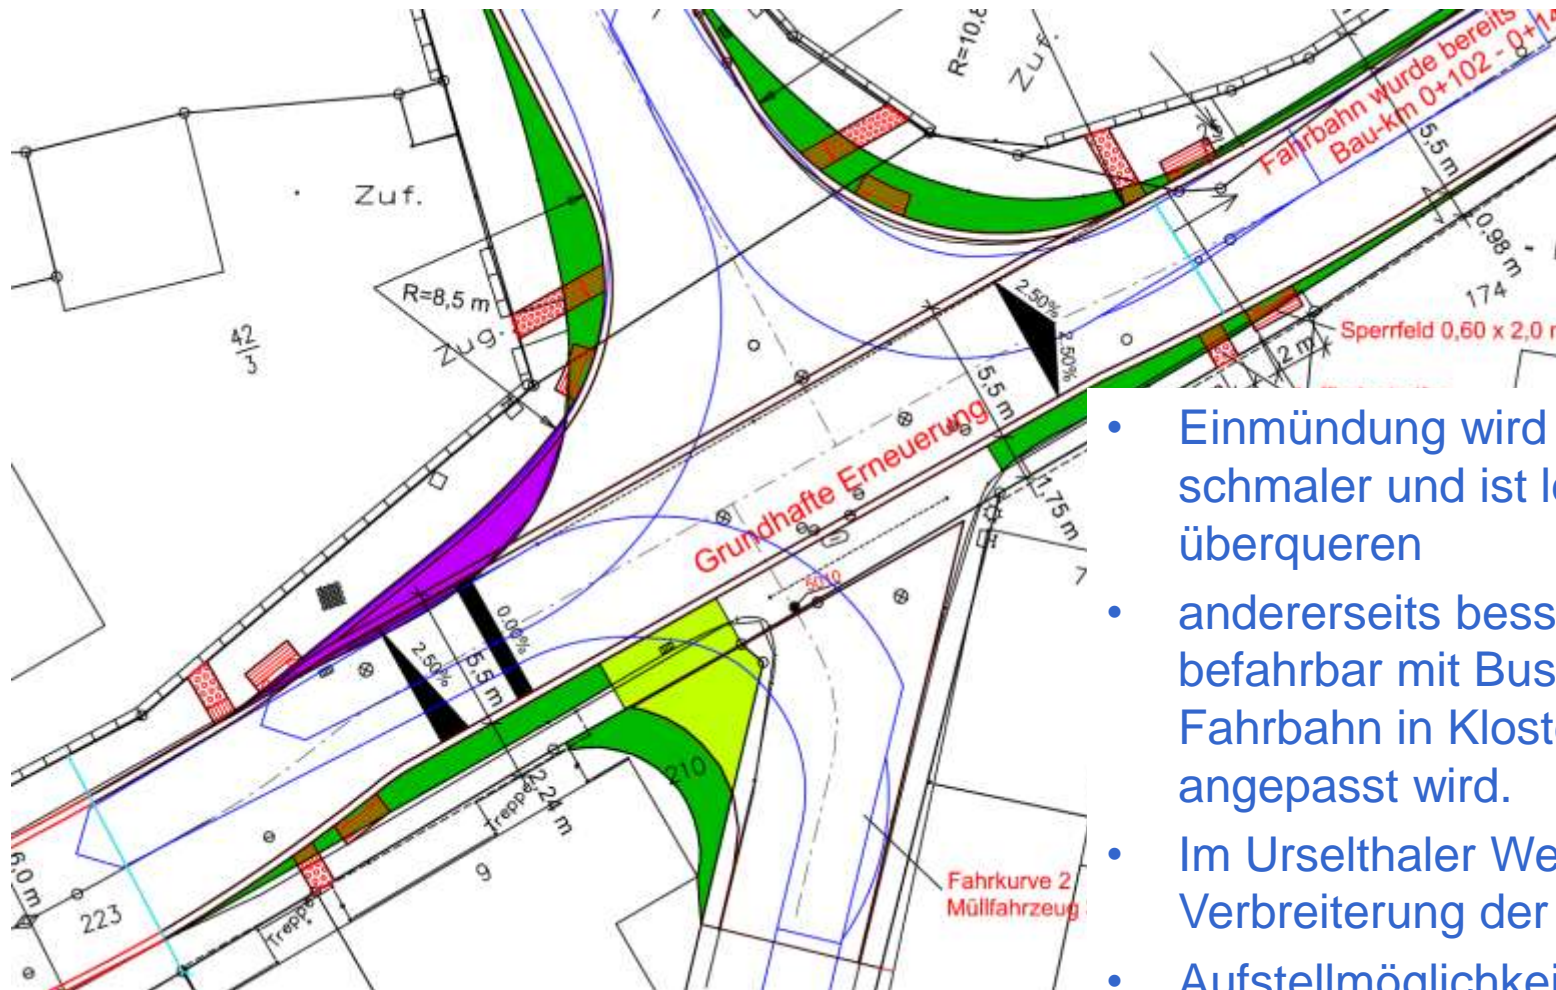 R=10,8
Zuf.
Fahrbahn wurde bereits
Bau-km 0+102 - 0+14
5,5 m
0,98 m
174
Sperrfeld 0,60 x 2,0 m
2 m
Zuf.
R=8,5 m
Zug.
42
3
2.50%
2.50%
5,5 m
Grundhafte Erneuerung
1,75 m
5010
0.00%
2.50%
5,5 m
210
Treppe
2,24 m
9
Treppe
6,0 m
223
Fahrkurve 2
Müllfahrzeug
• Einmündung wird
schmaler und ist
überqueren
• andererseits
befahrbar mit Bus
Fahrbahn in
angepasst wird.
• Im Urselthaler
Verbreiterung der
•